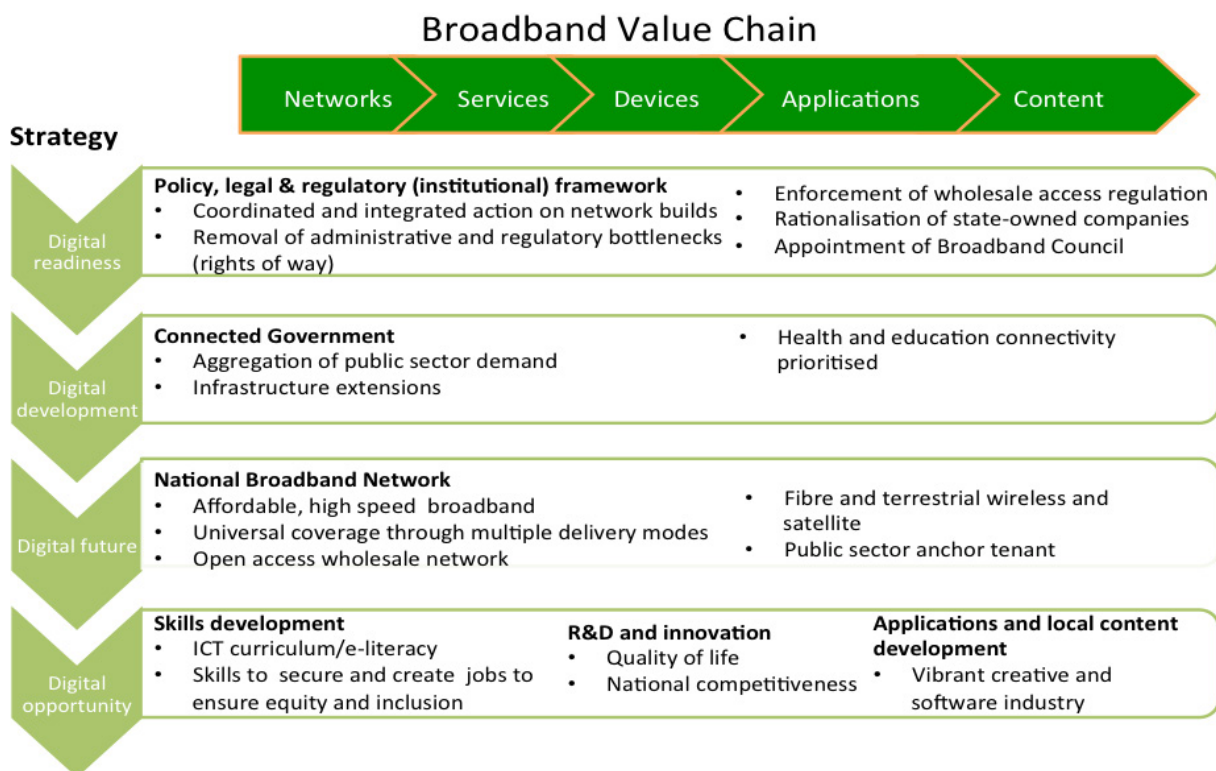 Broadband Value Chain
Networks
Services
Devices
Applications
Content
Strategy
Digital
readiness
Policy, legal & regulatory (institutional) framework
• Coordinated and integrated action on network builds
• Removal of administrative and regulatory bottlenecks
(rights of way)
• Enforcement of wholesale access regulation
• Rationalisation of state-owned companies
• Appointment of Broadband Council
Digital
development
Connected Government
• Aggregation of public sector demand
• Infrastructure extensions
• Health and education connectivity
prioritised
Digital future
National Broadband Network
• Affordable, high speed broadband
• Universal coverage through multiple delivery modes
• Open access wholesale network
• Fibre and terrestrial wireless and
satellite
• Public sector anchor tenant
Digital
opportunity
Skills development
• ICT curriculum/e-literacy
• Skills to secure and create jobs to
ensure equity and inclusion
R&D and innovation
• Quality of life
• National competitiveness
Applications and local content
development
• Vibrant creative and
software industry